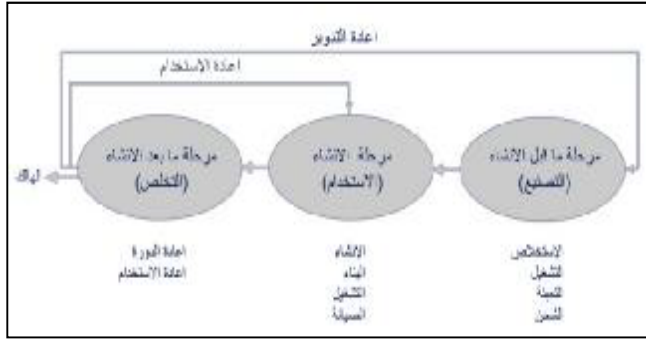 اعادة التدوير
اعادة الاستخدام
مرحلة ما قبل الانشاء
(التصنيع)
مرحلة الانشاء
(الاستخدام)
مرحلة ما بعد الانشاء
(التخلص)
الاستخلاص
التشغيل
التعبئة
الشحن
الانشاء
البناء
التشغيل
الصيانة
اعادة الدورة
اعادة الاستخدام